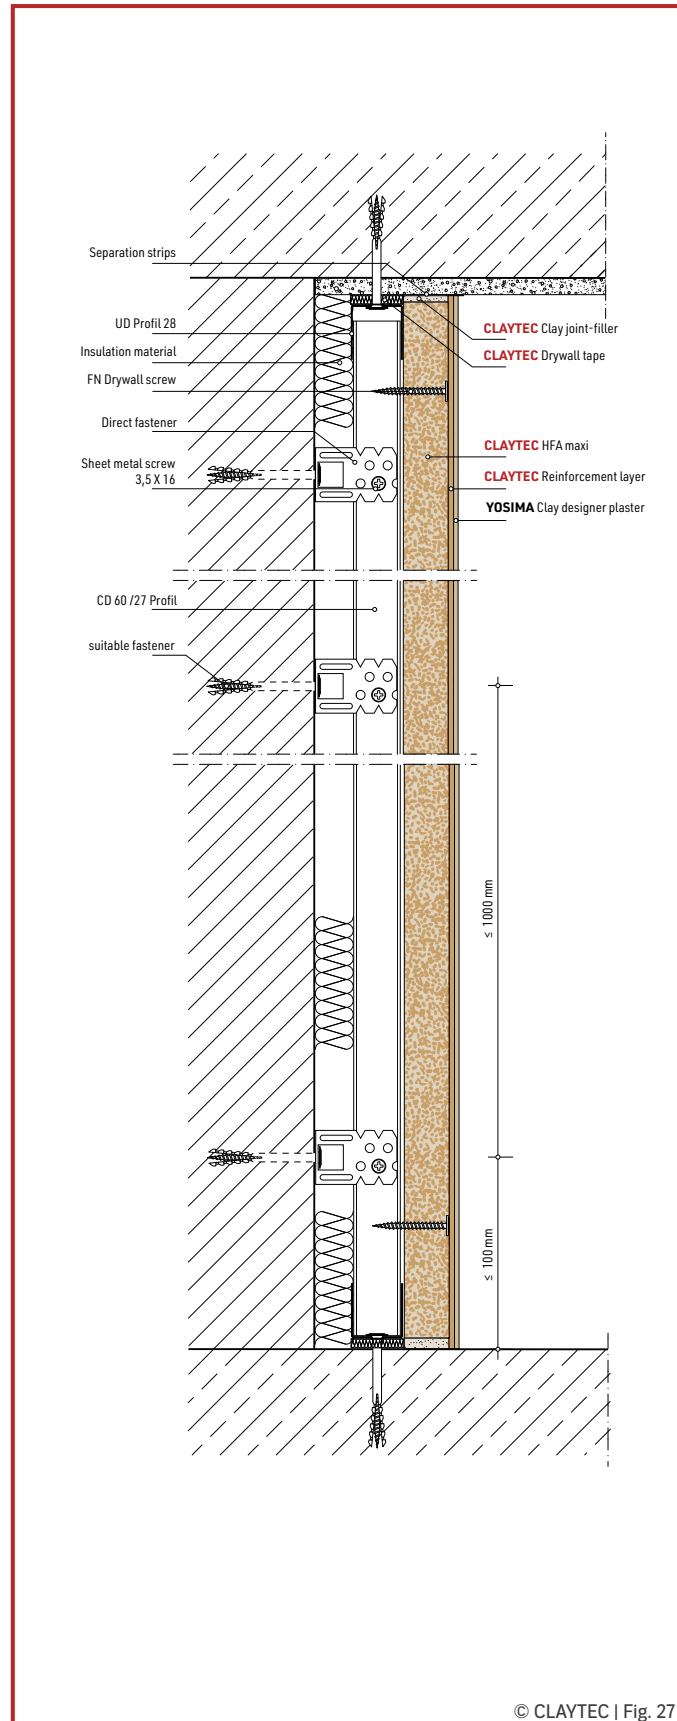 Separation strips
UD Profil 28
Insulation material
FN Drywall screw
Direct fastener
Sheet metal screw
3,5 X 16
CD 60 /27 Profil
suitable fastener
CLAYTEC Clay joint-filler
CLAYTEC Drywall tape
CLAYTEC HFA maxi
CLAYTEC Reinforcement layer
YOSIMA Clay designer plaster
≤ 1000 mm
≤ 100 mm
© CLAYTEC | Fig. 27